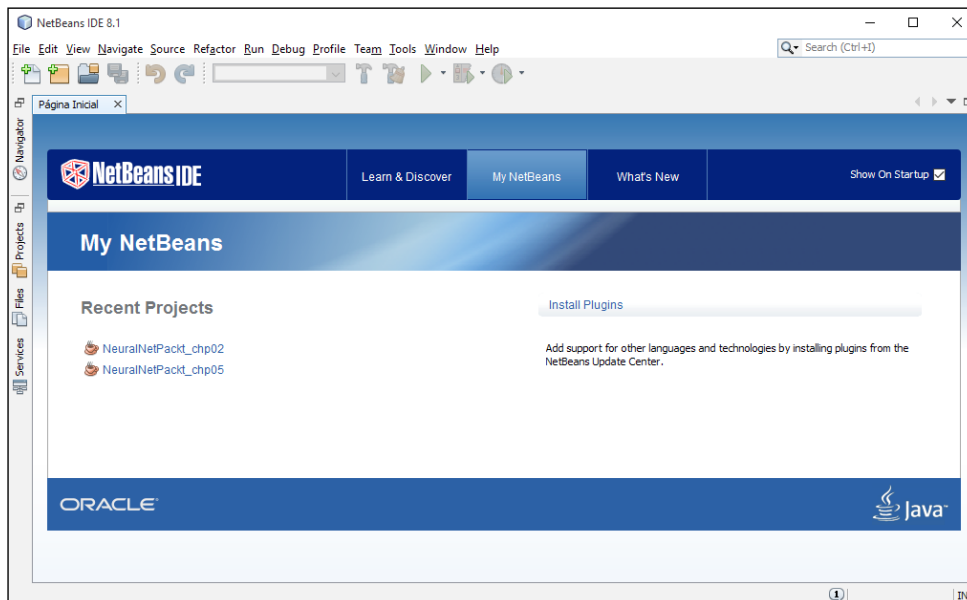 NetBeans IDE 8.1
File Edit View Navigate Source Refactor Run Debug Profile Team Tools Window Help
Search (Ctrl+I)
Página Inicial
Navigator
Projects
Files
Services
NetBeans IDE
Learn & Discover
My NetBeans
What's New
Show On Startup
My NetBeans
Recent Projects
NeuralNetPackt_chp02
NeuralNetPackt_chp05
Install Plugins
Add support for other languages and technologies by installing plugins from the
NetBeans Update Center.
ORACLE
Java
1
IN